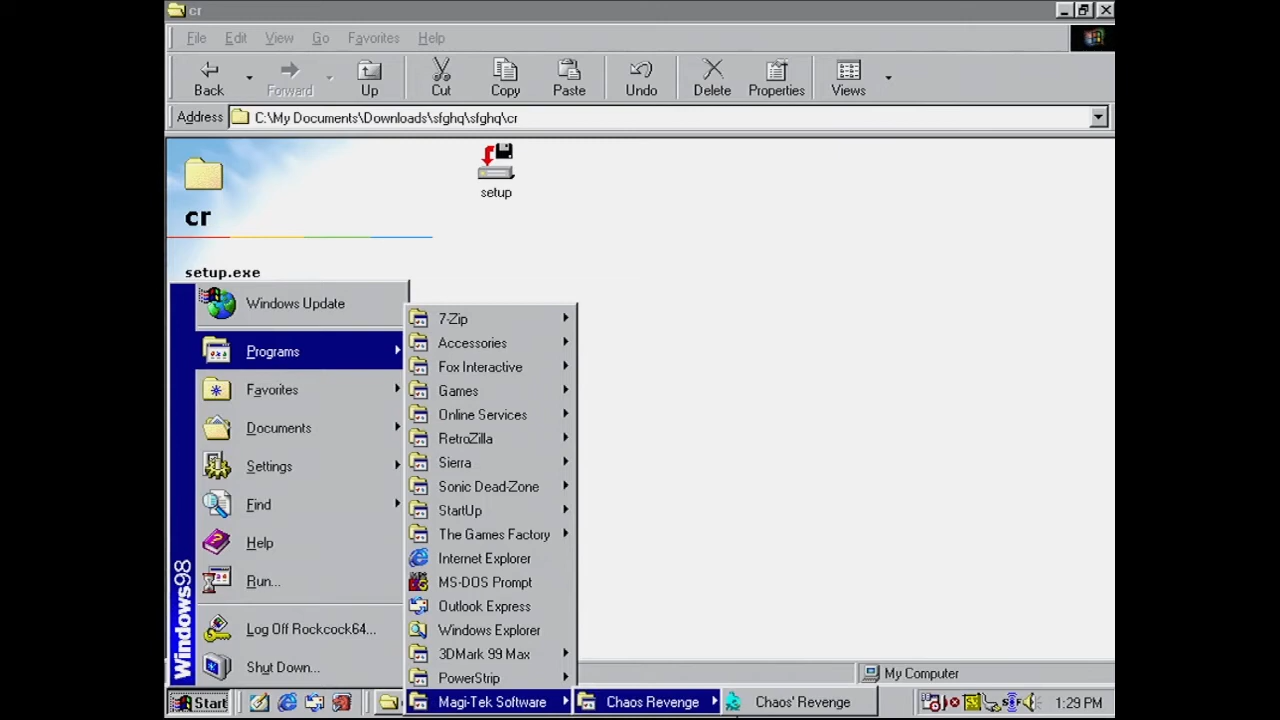 cr
File Edit View Go Favorites Help
Back Forward Up Cut Copy Paste Undo Delete Properties Views
Address C:\My Documents\Downloads\sfghq\sfghq\cr
setup
cr
setup.exe
Windows Update
Programs
Favorites
Documents
Settings
Find
Help
Run...
Log Off Rockcock64...
Shut Down...
Windows98
7-Zip
Accessories
Fox Interactive
Games
Online Services
RetroZilla
Sierra
Sonic Dead-Zone
StartUp
The Games Factory
Internet Explorer
MS-DOS Prompt
Outlook Express
Windows Explorer
3DMark 99 Max
PowerStrip
Magi-Tek Software
Chaos Revenge
Chaos' Revenge
My Computer
Start
1:29 PM